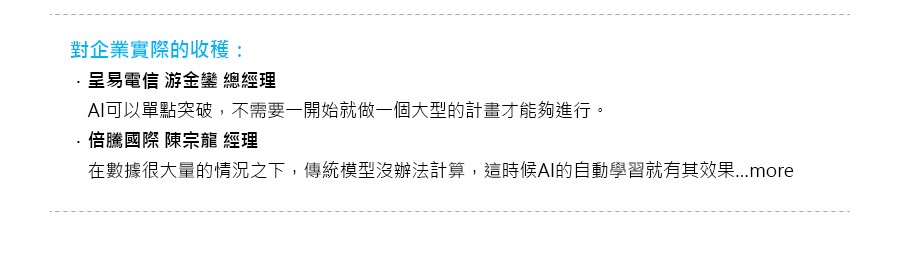 對企業實際的收穫：
．呈易電信 游金鑾 總經理
AI可以單點突破，不需要一開始就做一個大型的計畫才能夠進行。
．倍騰國際 陳宗龍 經理
在數據很大量的情況之下，傳統模型沒辦法計算，這時候AI的自動學習就有其效果...more